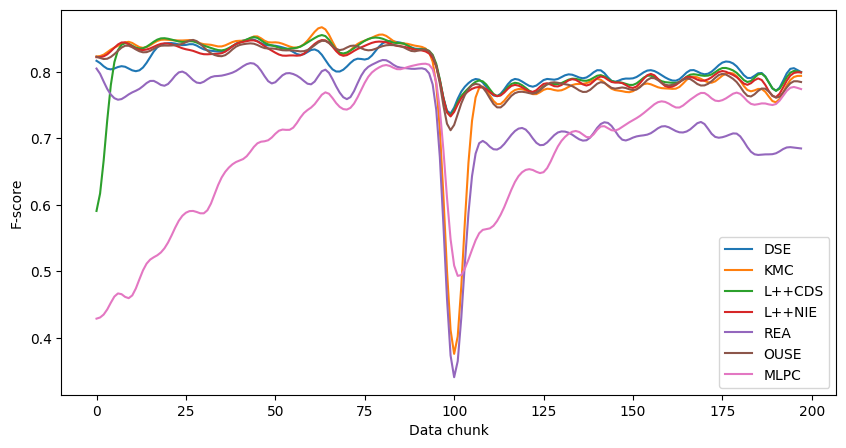 0.8
0.7
0.6
0.5
0.4
F-score
0
25
50
75
100
125
150
175
200
Data chunk
DSE
KMC
L++CDS
L++NIE
REA
OUSE
MLPC